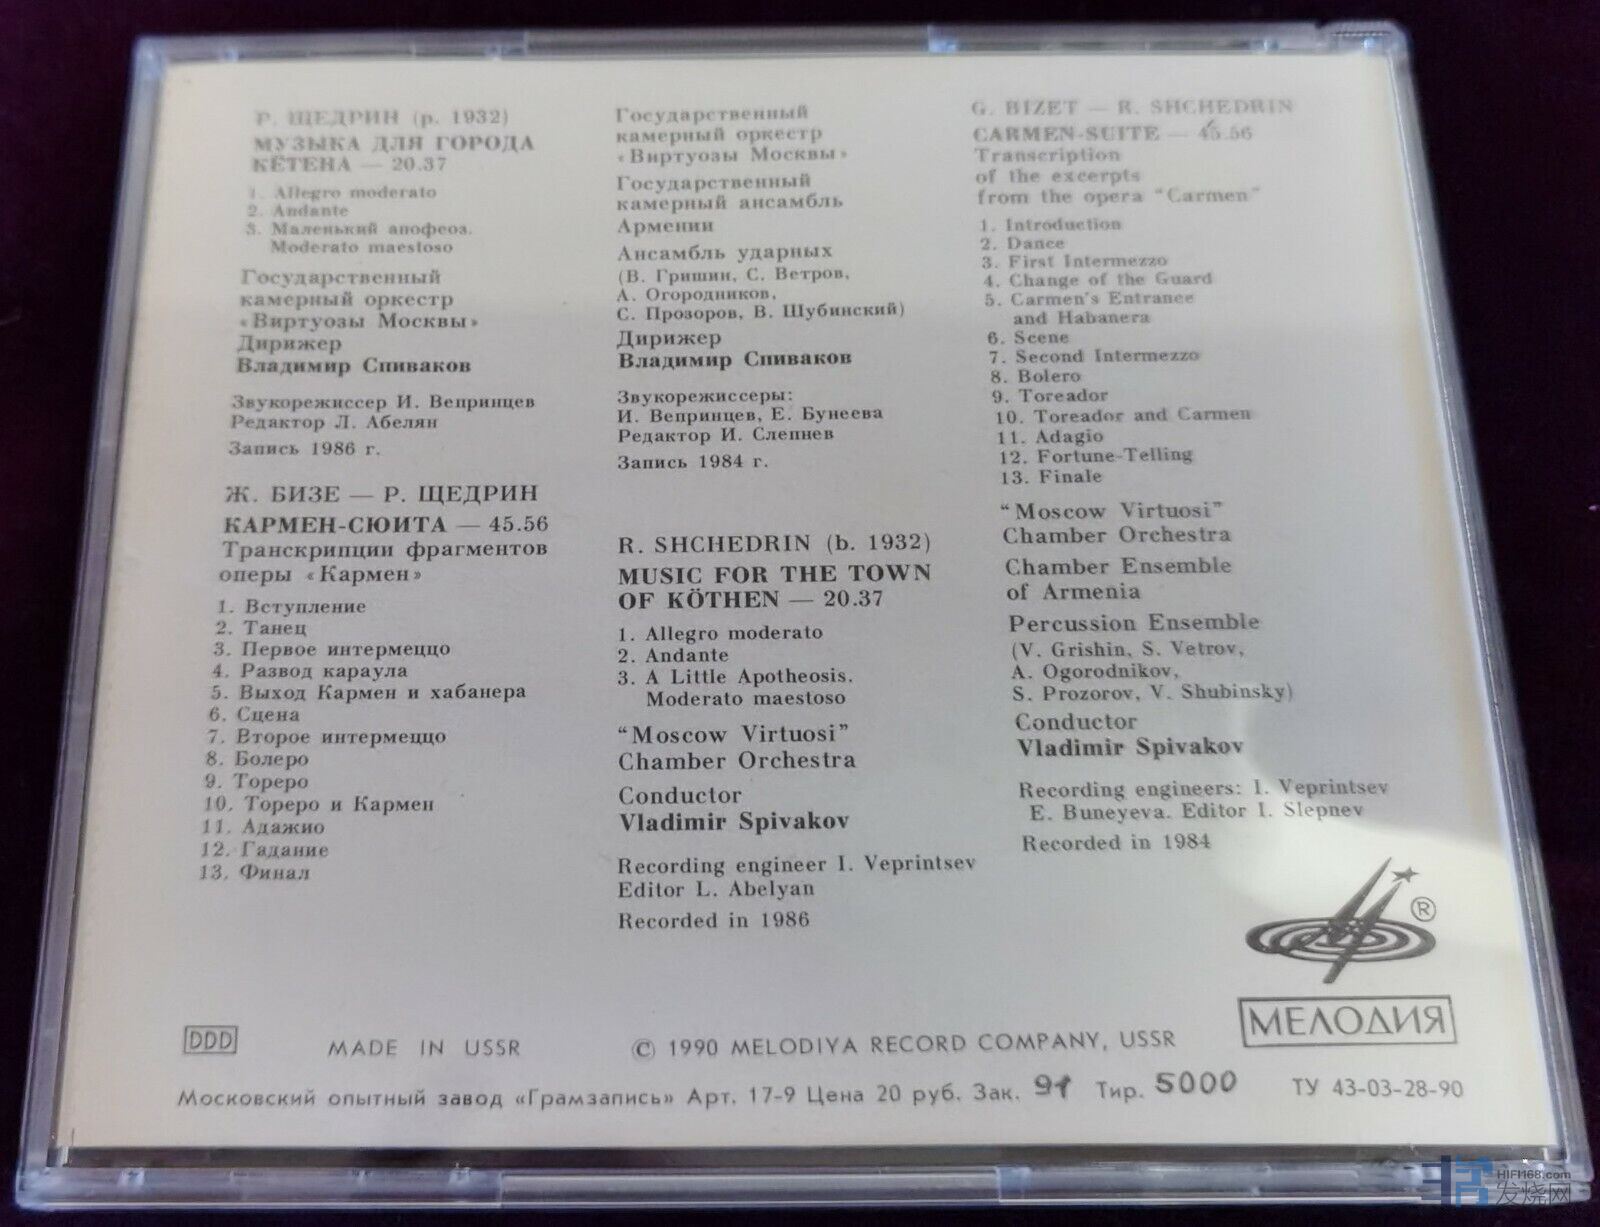 Р. ЩЕДРИН (р. 1932)
МУЗЫКА ДЛЯ ГОРОДА
КЁТЕНА — 20.37
1. Allegro moderato
2. Andante
3. Маленький апофеоз.
Moderato maestoso
Государственный
камерный оркестр
«Виртуозы Москвы»
Дирижер
Владимир Спиваков
Звукорежиссер И. Вепринцев
Редактор Л. Абелян
Запись 1986 г.
Ж. БИЗЕ — Р. ЩЕДРИН
КАРМЕН-СЮИТА — 45.56
Транскрипции фрагментов
оперы «Кармен»
1. Вступление
2. Танец
3. Первое интермеццо
4. Развод караула
5. Выход Кармен и хабанера
6. Сцена
7. Второе интермеццо
8. Болеро
9. Тореро
10. Тореро и Кармен
11. Адажио
12. Гадание
13. Финал
Государственный
камерный оркестр
«Виртуозы Москвы»
Государственный
камерный ансамбль
Армении
Ансамбль ударных
(В. Гришин, С. Ветров,
А. Огородников,
С. Прозоров, В. Шубинский)
Дирижер
Владимир Спиваков
Звукорежиссеры:
И. Вепринцев, Е. Бунеева
Редактор И. Слепнев
Запись 1984 г.
R. SHCHEDRIN (b. 1932)
MUSIC FOR THE TOWN
OF KÖTHEN — 20.37
1. Allegro moderato
2. Andante
3. A Little Apotheosis.
Moderato maestoso
“Moscow Virtuosi”
Chamber Orchestra
Conductor
Vladimir Spivakov
Recording engineer I. Veprintsev
Editor L. Abelyan
Recorded in 1986
G. BIZET — R. SHCHEDRIN
CARMEN-SUITE — 45.56
Transcription
of the excerpts
from the opera “Carmen”
1. Introduction
2. Dance
3. First Intermezzo
4. Change of the Guard
5. Carmen's Entrance
and Habanera
6. Scene
7. Second Intermezzo
8. Bolero
9. Toreador
10. Toreador and Carmen
11. Adagio
12. Fortune-Telling
13. Finale
“Moscow Virtuosi”
Chamber Orchestra
Chamber Ensemble
of Armenia
Percussion Ensemble
(V. Grishin, S. Vetrov,
A. Ogorodnikov,
S. Prozorov, V. Shubinsky)
Conductor
Vladimir Spivakov
Recording engineers: I. Veprintsev
E. Buneyeva. Editor I. Slepnev
Recorded in 1984
®
МЕЛОДИЯ
DDD MADE IN USSR © 1990 MELODIYA RECORD COMPANY, USSR
Московский опытный завод «Грамзапись» Арт. 17-9 Цена 20 руб. Зак. 91 Тир. 5000 ТУ 43-03-28-90
HIFI168.com
发烧网